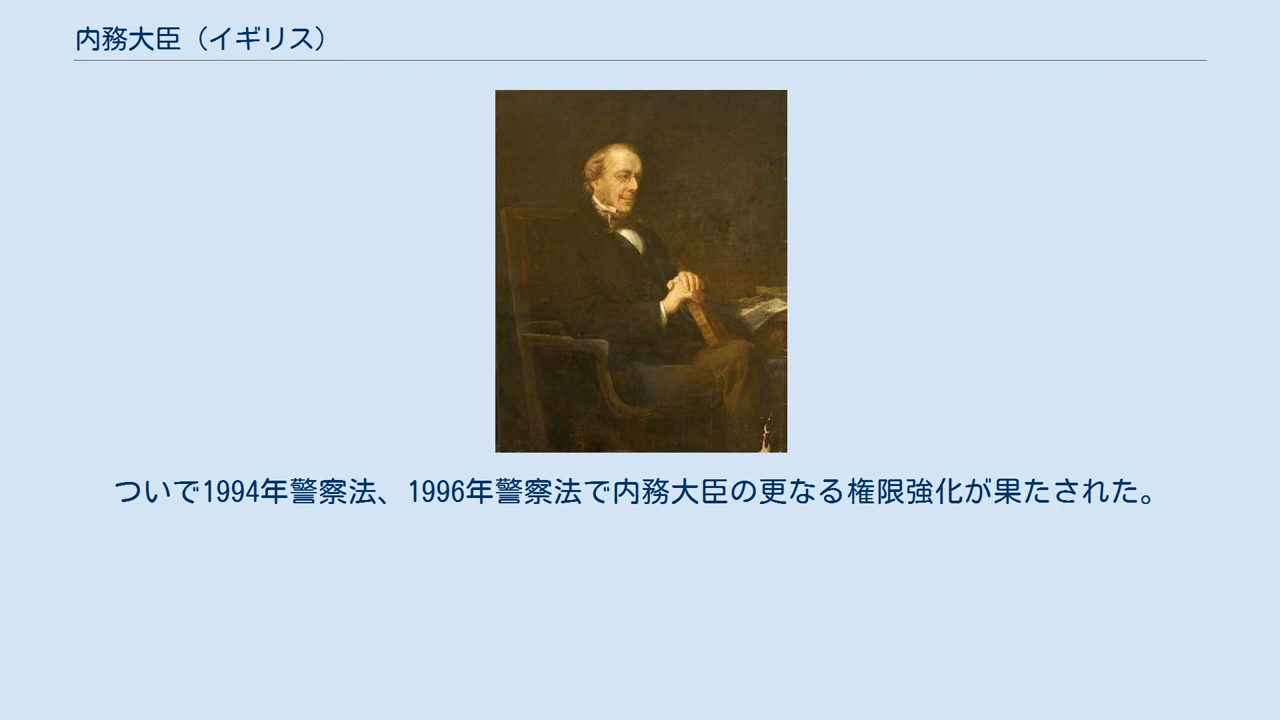 内務大臣（イギリス）
ついで1994年警察法、1996年警察法で内務大臣の更なる権限強化が果たされた。